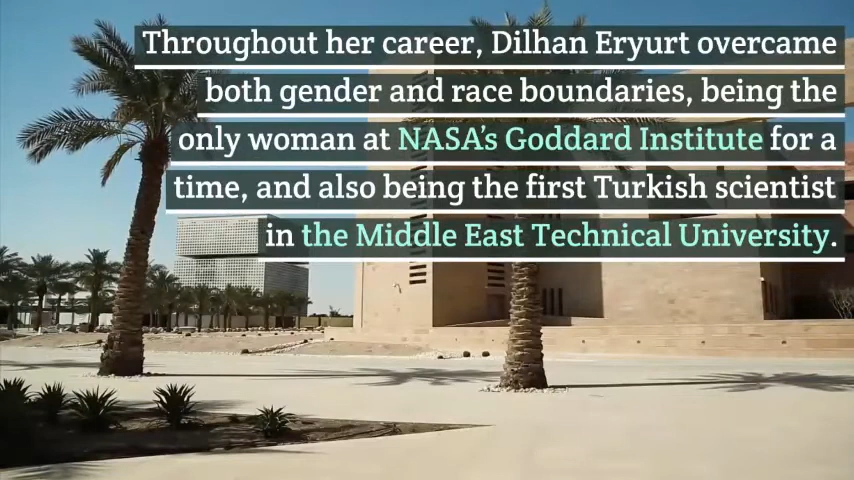 Throughout her career, Dilhan Eryurt overcame
both gender and race boundaries, being the
only woman at NASA's Goddard Institute for a
time, and also being the first Turkish scientist
in the Middle East Technical University.